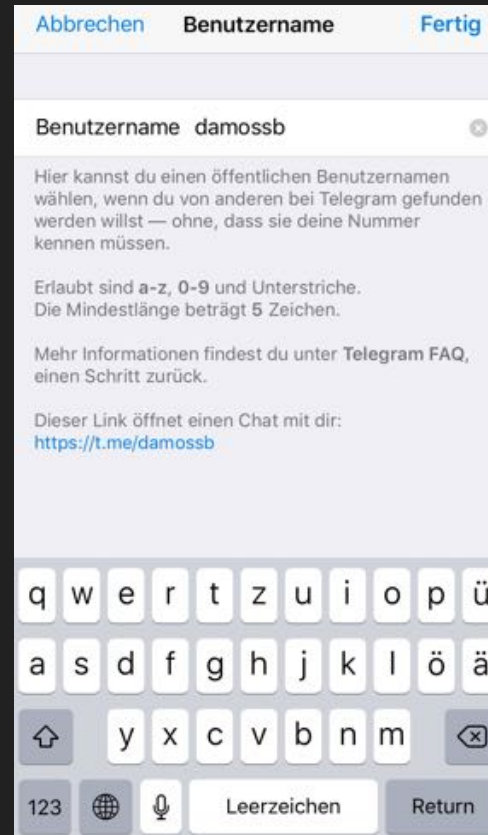 Abbrechen Benutzername Fertig
Benutzername damossb
Hier kannst du einen öffentlichen Benutzernamen
wählen, wenn du von anderen bei Telegram gefunden
werden willst — ohne, dass sie deine Nummer
kennen müssen.
Erlaubt sind a-z, 0-9 und Unterstriche.
Die Mindestlänge beträgt 5 Zeichen.
Mehr Informationen findest du unter Telegram FAQ,
einen Schritt zurück.
Dieser Link öffnet einen Chat mit dir:
https://t.me/damossb
q w e r t z u i o p ü
a s d f g h j k l ö ä
y x c v b n m
123 Leerzeichen Return